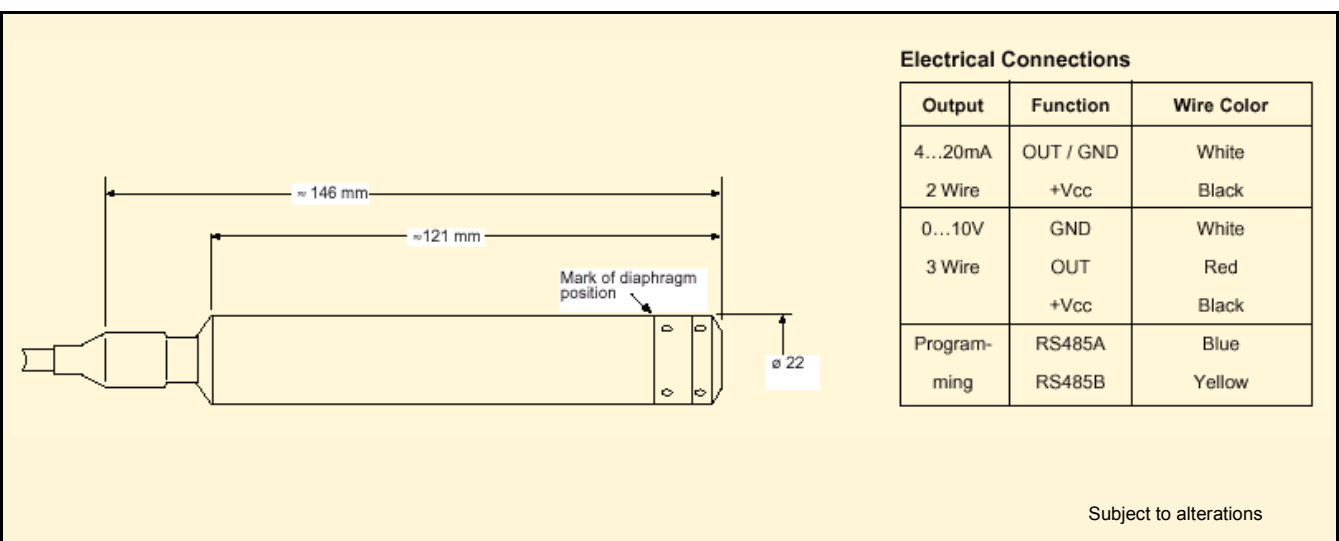 Electrical Connections
Output Function Wire Color
4...20mA OUT / GND White
2 Wire +Vcc Black
0...10V GND White
3 Wire OUT Red
+Vcc Black
Program- RS485A Blue
ming RS485B Yellow
≈ 146 mm
≈121 mm
Mark of diaphragm
position
ø 22
Subject to alterations